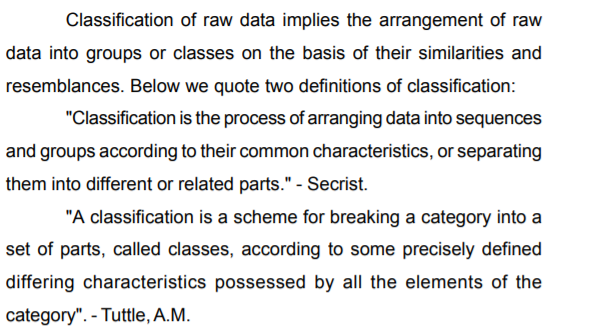 Classification of raw data implies the arrangement of raw
data into groups or classes on the basis of their similarities and
resemblances. Below we quote two definitions of classification:
"Classification is the process of arranging data into sequences
and groups according to their common characteristics, or separating
them into different or related parts." - Secrist.
"A classification is a scheme for breaking a category into a
set of parts, called classes, according to some precisely defined
differing characteristics possessed by all the elements of the
category". - Tuttle, A.M.